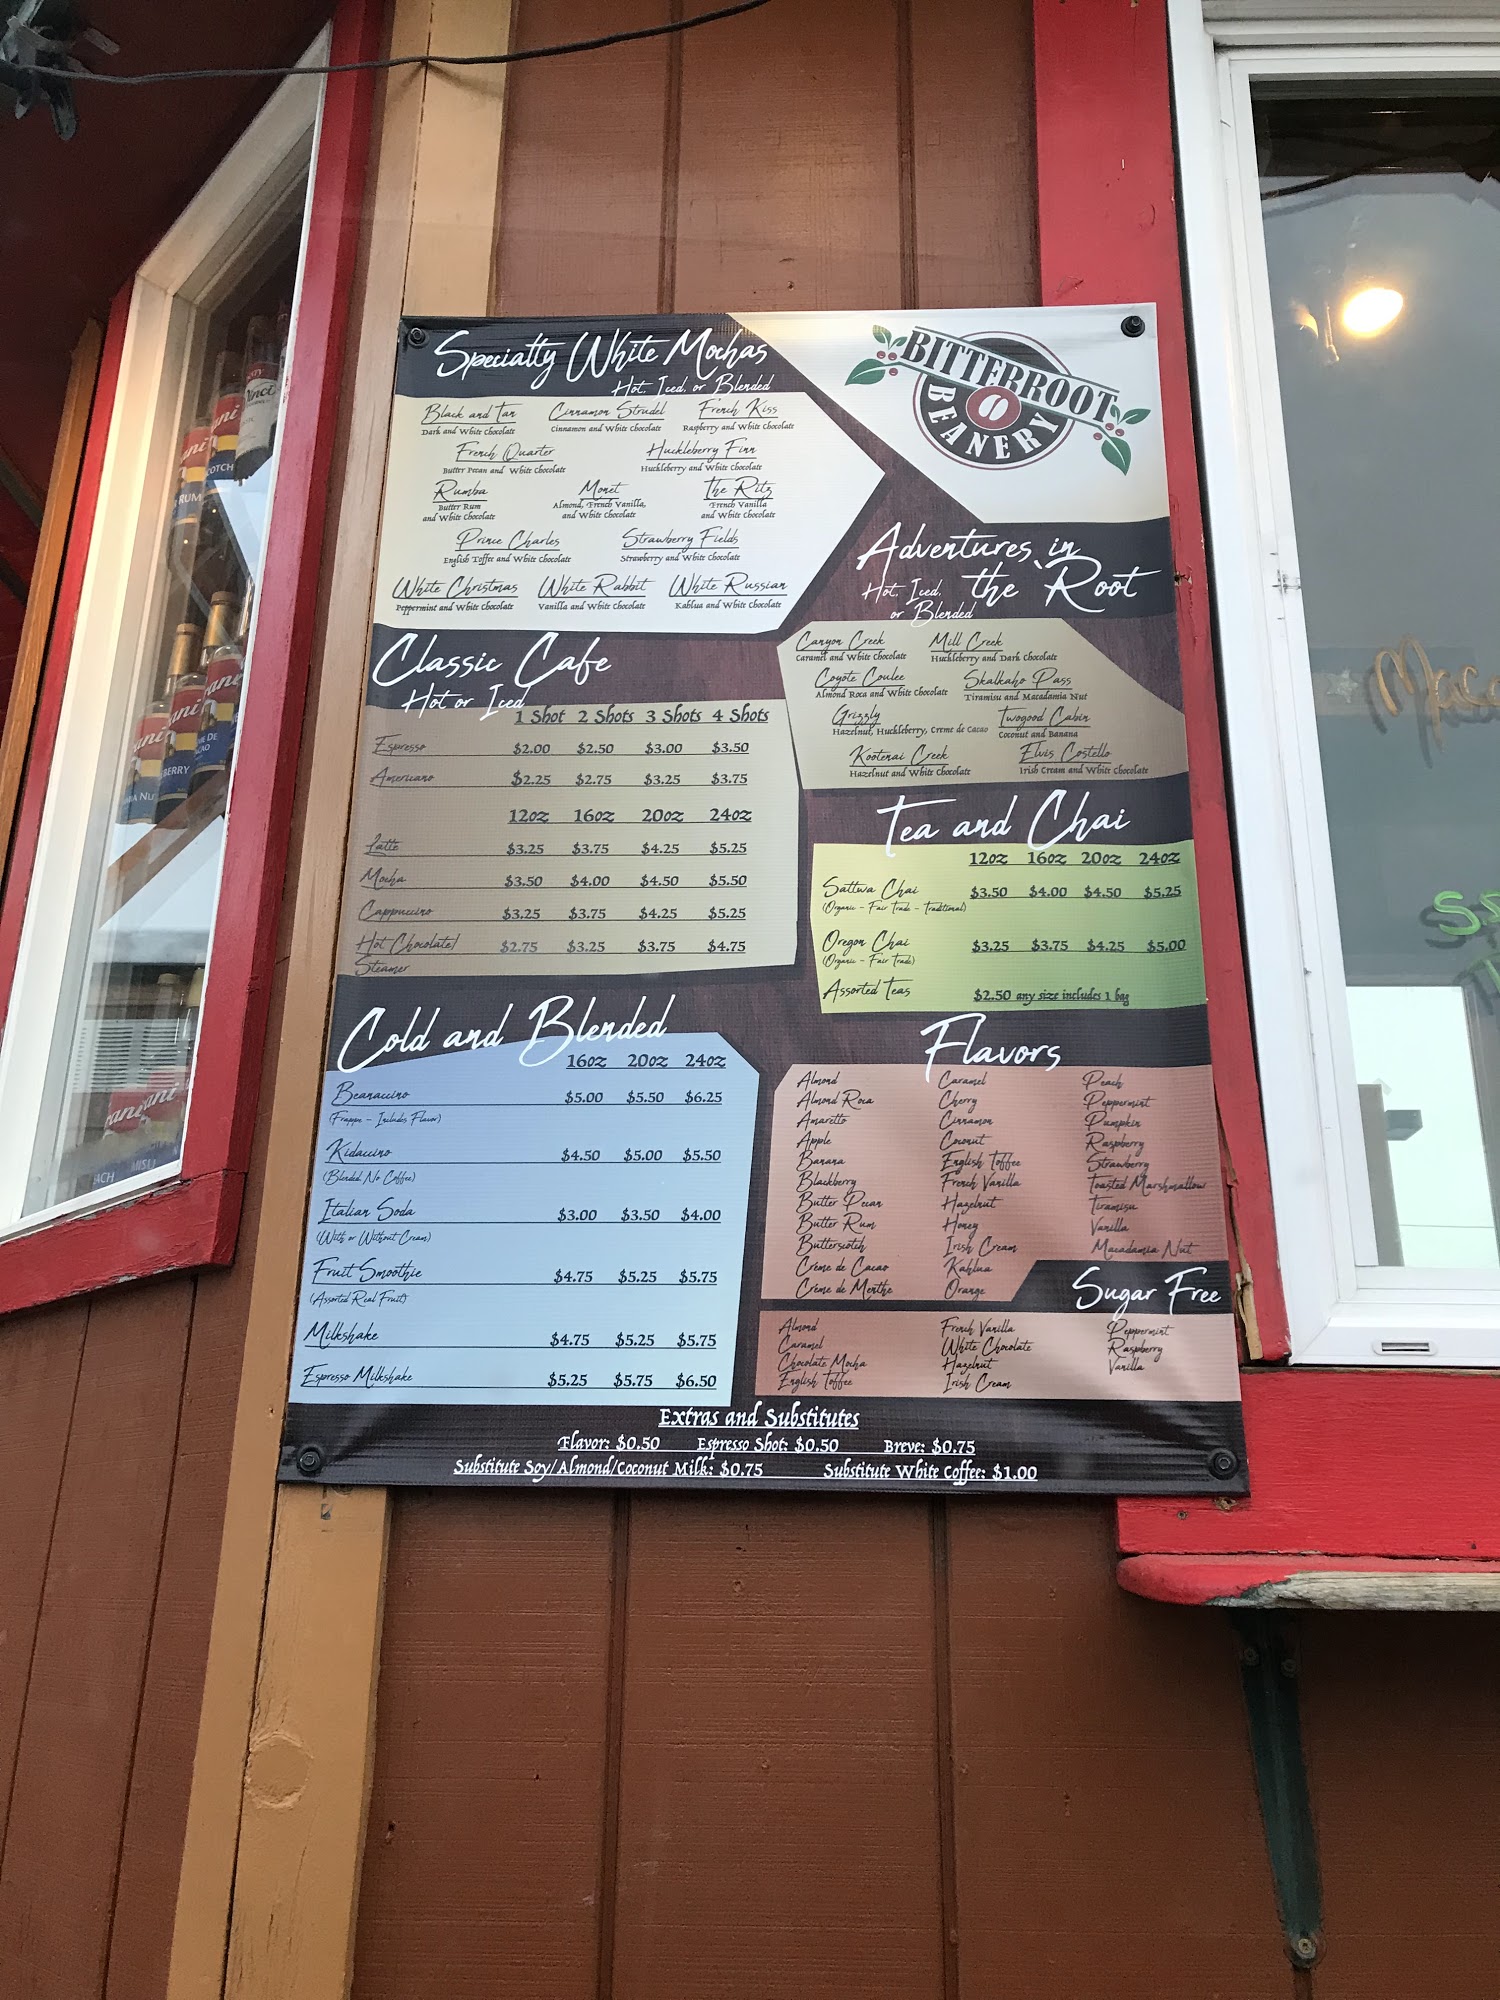 BITTERROOT
BEANERY
Specialty White Mochas
Hot, Iced, or Blended
Black and Tan Cinnamon Strudel French Kiss
Dark and White Chocolate Cinnamon and White Chocolate Raspberry and White Chocolate
French Quarter Huckleberry Finn
Butter Pecan and White Chocolate Huckleberry and White Chocolate
Rumba Monet The Ritz
Butter Rum Almond, French Vanilla, French Vanilla
and White Chocolate and White Chocolate and White Chocolate
Prince Charles Strawberry Fields
English Toffee and White Chocolate Strawberry and White Chocolate
White Christmas White Rabbit White Russian
Peppermint and White Chocolate Vanilla and White Chocolate Kahlua and White Chocolate
Adventures in
the 'Root
Hot, Iced,
or Blended
Canyon Creek Mill Creek
Caramel and White Chocolate Huckleberry and Dark Chocolate
Coyote Coulee Skalkaho Pass
Almond Roca and White Chocolate Tiramisu and Macadamia Nut
Grizzly Twogood Cabin
Hazelnut, Huckleberry, Creme de Cacao Coconut and Banana
Kootenai Creek Elvis Costello
Hazelnut and White Chocolate Irish Cream and White Chocolate
Classic Cafe
Hot or Iced
1 Shot 2 Shots 3 Shots 4 Shots
Espresso $2.00 $2.50 $3.00 $3.50
Americano $2.25 $2.75 $3.25 $3.75
12oz 16oz 20oz 24oz
Latte $3.25 $3.75 $4.25 $5.25
Mocha $3.50 $4.00 $4.50 $5.50
Cappuccino $3.25 $3.75 $4.25 $5.25
Hot Chocolate/ $2.75 $3.25 $3.75 $4.75
Steamer
Tea and Chai
12oz 16oz 20oz 24oz
Sattwa Chai $3.50 $4.00 $4.50 $5.25
(Organic - Fair Trade - Traditional)
Oregon Chai $3.25 $3.75 $4.25 $5.00
(Organic - Fair Trade)
Assorted Teas $2.50 any size includes 1 bag
Cold and Blended
16oz 20oz 24oz
Beanaccino $5.00 $5.50 $6.25
(Frappe - Includes Flavor)
Kidaccino $4.50 $5.00 $5.50
(Blended, No Coffee)
Italian Soda $3.00 $3.50 $4.00
(With or Without Cream)
Fruit Smoothie $4.75 $5.25 $5.75
(Assorted Real Fruit)
Milkshake $4.75 $5.25 $5.75
Espresso Milkshake $5.25 $5.75 $6.50
Flavors
Almond Caramel Peach
Almond Roca Cherry Peppermint
Amaretto Cinnamon Pumpkin
Apple Coconut Raspberry
Banana English Toffee Strawberry
Blackberry French Vanilla Toasted Marshmallow
Butter Pecan Hazelnut Tiramisu
Butter Rum Honey Vanilla
Butterscotch Irish Cream Macadamia Nut
Crème de Cacao Kahlua
Crème de Menthe Orange
Sugar Free
Almond French Vanilla Peppermint
Caramel White Chocolate Raspberry
Chocolate Mocha Hazelnut Vanilla
English Toffee Irish Cream
Extras and Substitutes
Flavor: $0.50 Espresso Shot: $0.50 Breve: $0.75
Substitute Soy/Almond/Coconut Milk: $0.75 Substitute White Coffee: $1.00